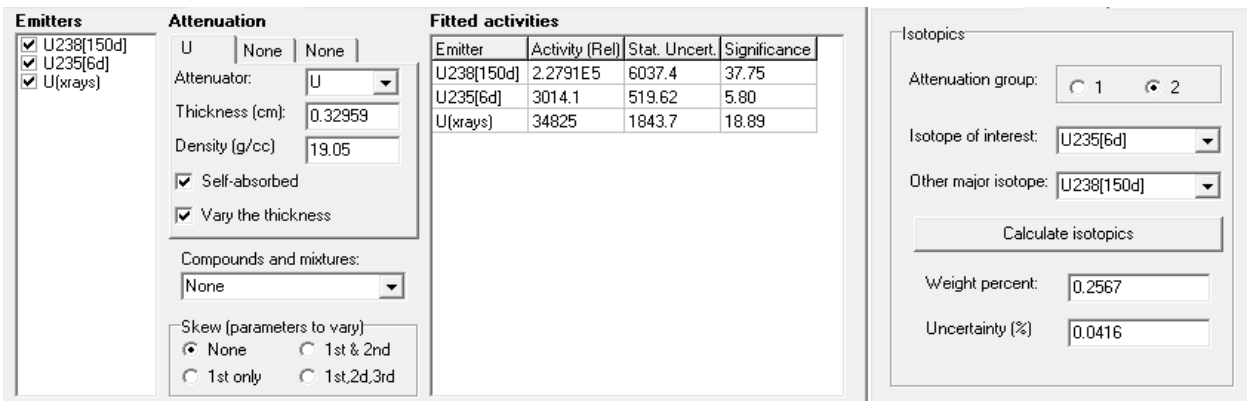 Emitters
U238[150d]
U235[6d]
U(xrays)
Attenuation
U None None
Attenuator: U
Thickness (cm): 0.32959
Density (g/cc) 19.05
Self-absorbed
Vary the thickness
Compounds and mixtures:
None
Skew (parameters to vary)
None 1st & 2nd
1st only 1st,2d,3rd
Fitted activities
Emitter Activity (Rel) Stat. Uncert. Significance
U238[150d] 2.2791E5 6037.4 37.75
U235[6d] 3014.1 519.62 5.80
U(xrays) 34825 1843.7 18.89
Isotopics
Attenuation group: 1 2
Isotope of interest: U235[6d]
Other major isotope: U238[150d]
Calculate isotopics
Weight percent: 0.2567
Uncertainty (%) 0.0416